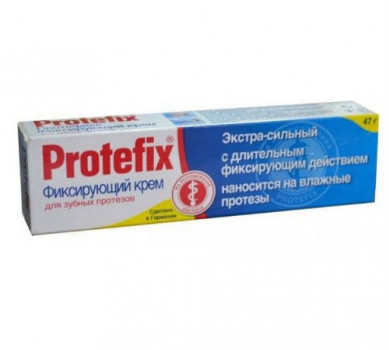 47 г
Protefix®
Фиксирующий крем
для зубных протезов
Сделано
в Германии
Экстра-сильный
с длительным
фиксирующим действием
наносится на влажные
протезы